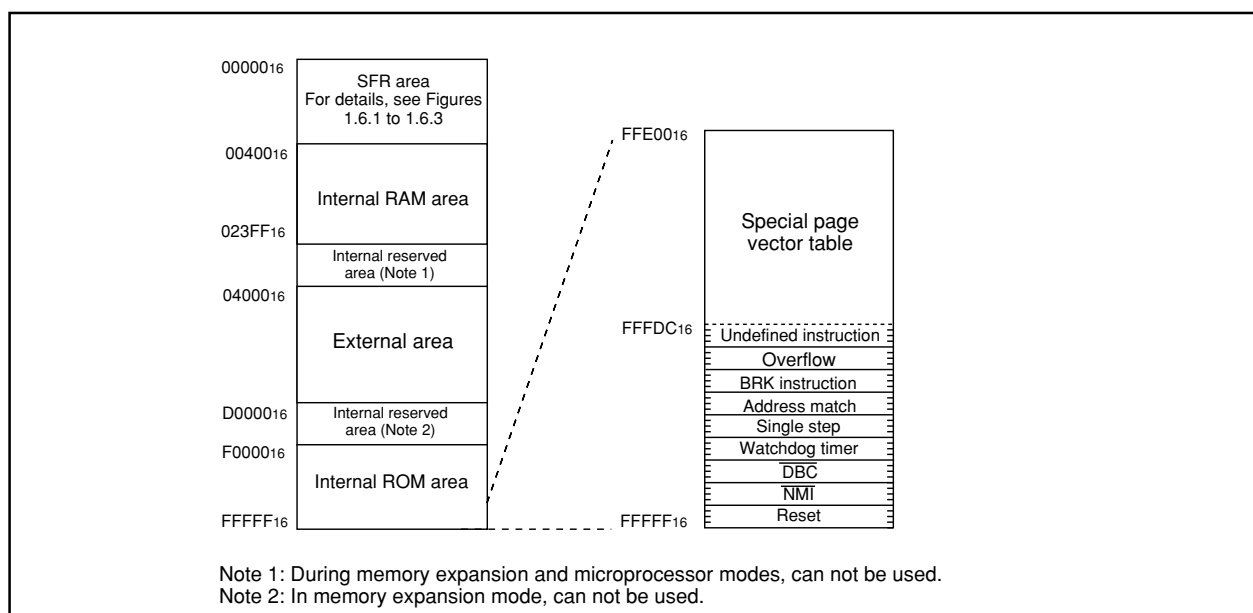 0000016
SFR area
For details, see Figures
1.6.1 to 1.6.3
0040016
Internal RAM area
023FF16
Internal reserved
area (Note 1)
0400016
External area
D000016
Internal reserved
area (Note 2)
F000016
Internal ROM area
FFFFF16
FFE0016
Special page
vector table
FFFDC16
Undefined instruction
Overflow
BRK instruction
Address match
Single step
Watchdog timer
DBC
NMI
Reset
FFFFF16
Note 1: During memory expansion and microprocessor modes, can not be used.
Note 2: In memory expansion mode, can not be used.